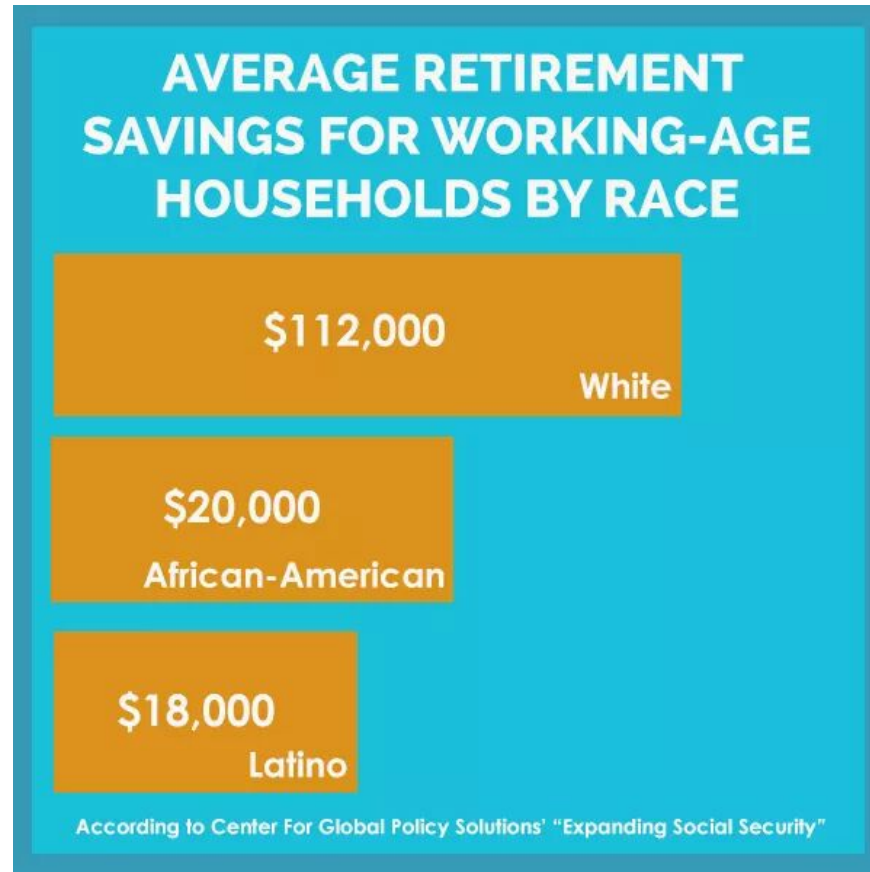 AVERAGE RETIREMENT
SAVINGS FOR WORKING-AGE
HOUSEHOLDS BY RACE
$112,000
White
$20,000
African-American
$18,000
Latino
According to Center For Global Policy Solutions' “Expanding Social Security”